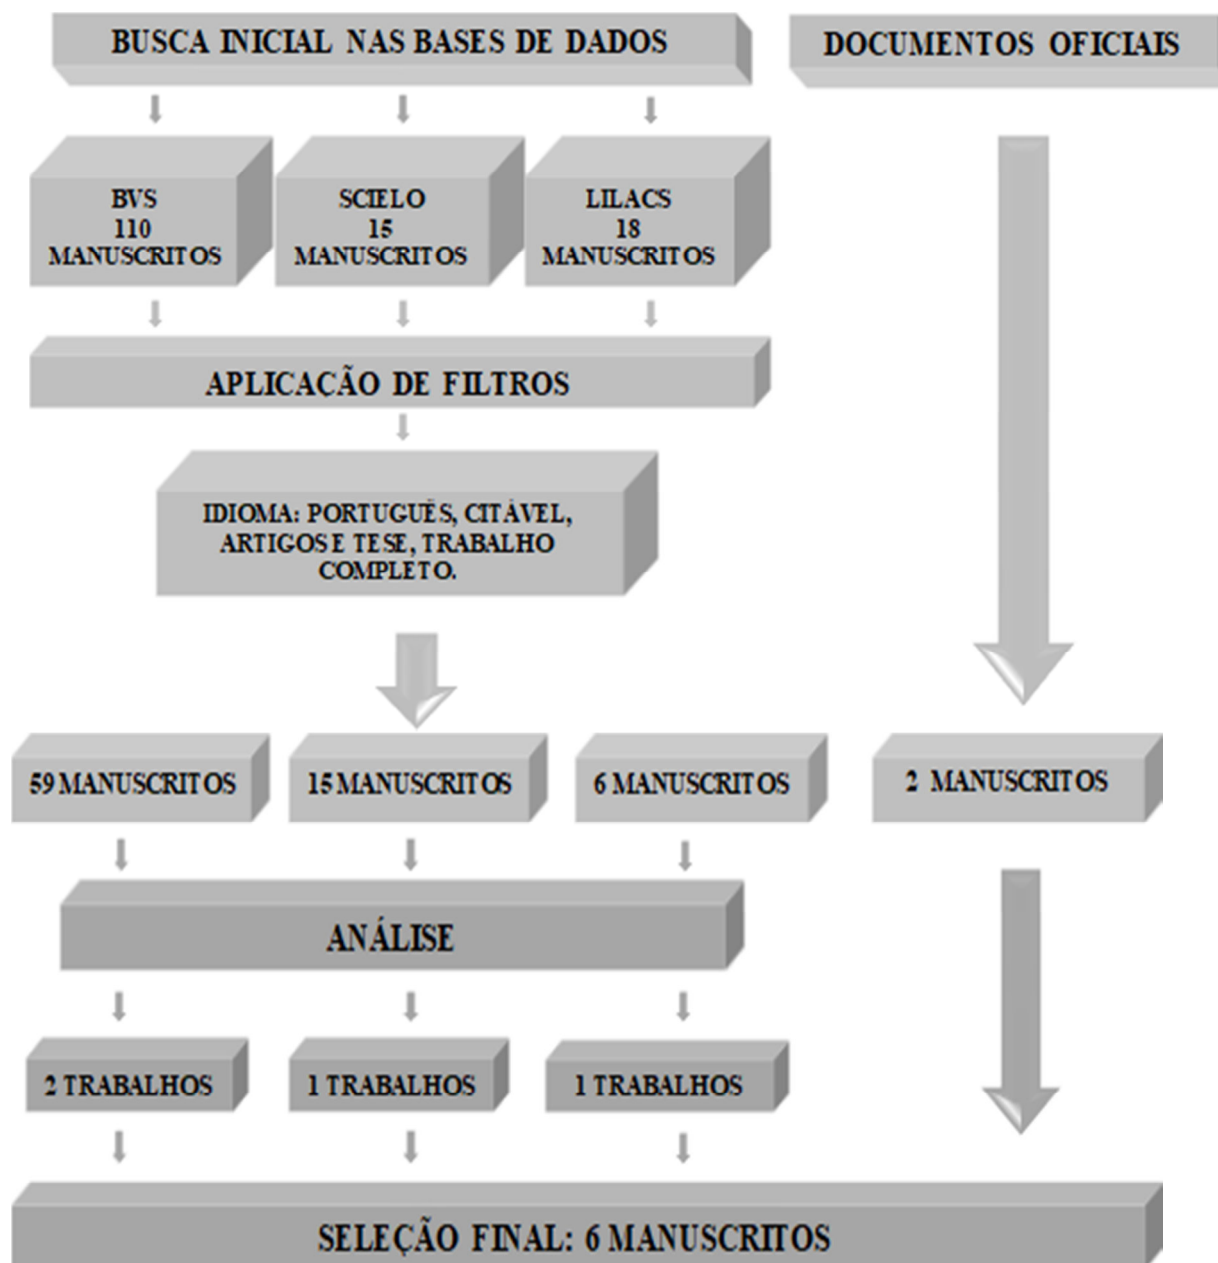 BUSCA INICIAL NAS BASES DE DADOS
DOCUMENTOS OFICIAIS
BVS
110
MANUSCRITOS
SCIELO
15
MANUSCRITOS
LILACS
18
MANUSCRITOS
APLICAÇÃO DE FILTROS
IDIOMA: PORTUGUÊS, CITÁVEL,
ARTIGOS E TESE, TRABALHO
COMPLETO.
59 MANUSCRITOS
15 MANUSCRITOS
6 MANUSCRITOS
2 MANUSCRITOS
ANÁLISE
2 TRABALHOS
1 TRABALHOS
1 TRABALHOS
SELEÇÃO FINAL: 6 MANUSCRITOS